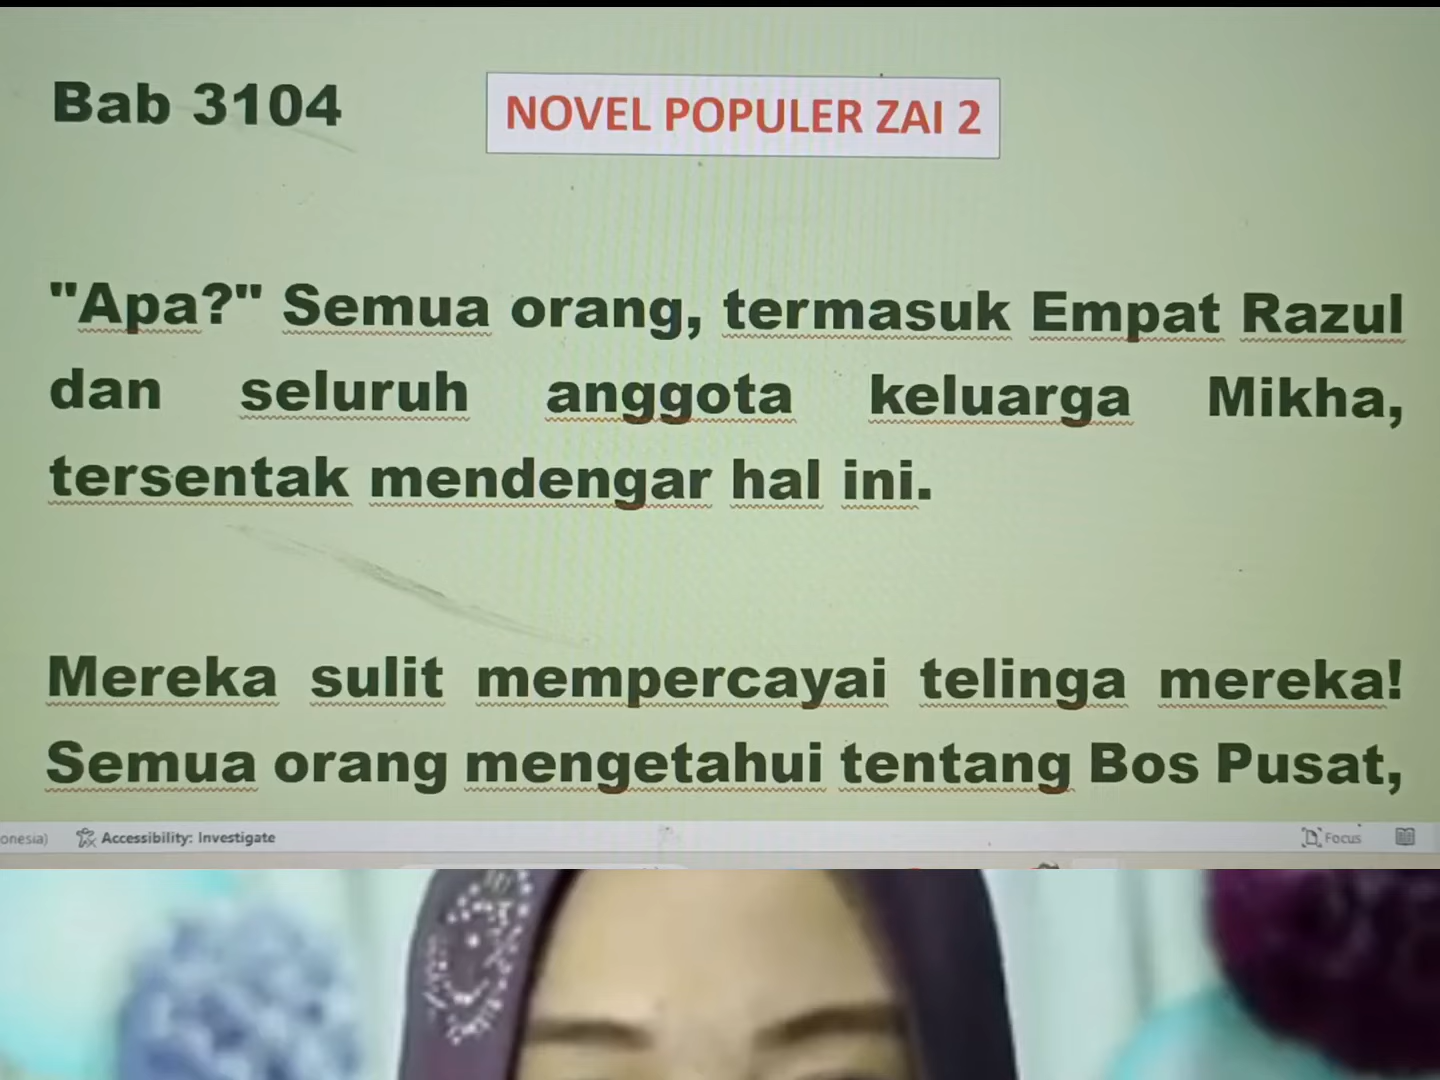 Bab 3104
NOVEL POPULER ZAI 2
"Apa?" Semua orang, termasuk Empat Razul
dan seluruh anggota keluarga Mikha,
tersentak mendengar hal ini.
Mereka sulit mempercayai telinga mereka!
Semua orang mengetahui tentang Bos Pusat,
onesia)
Accessibility: Investigate
Focus